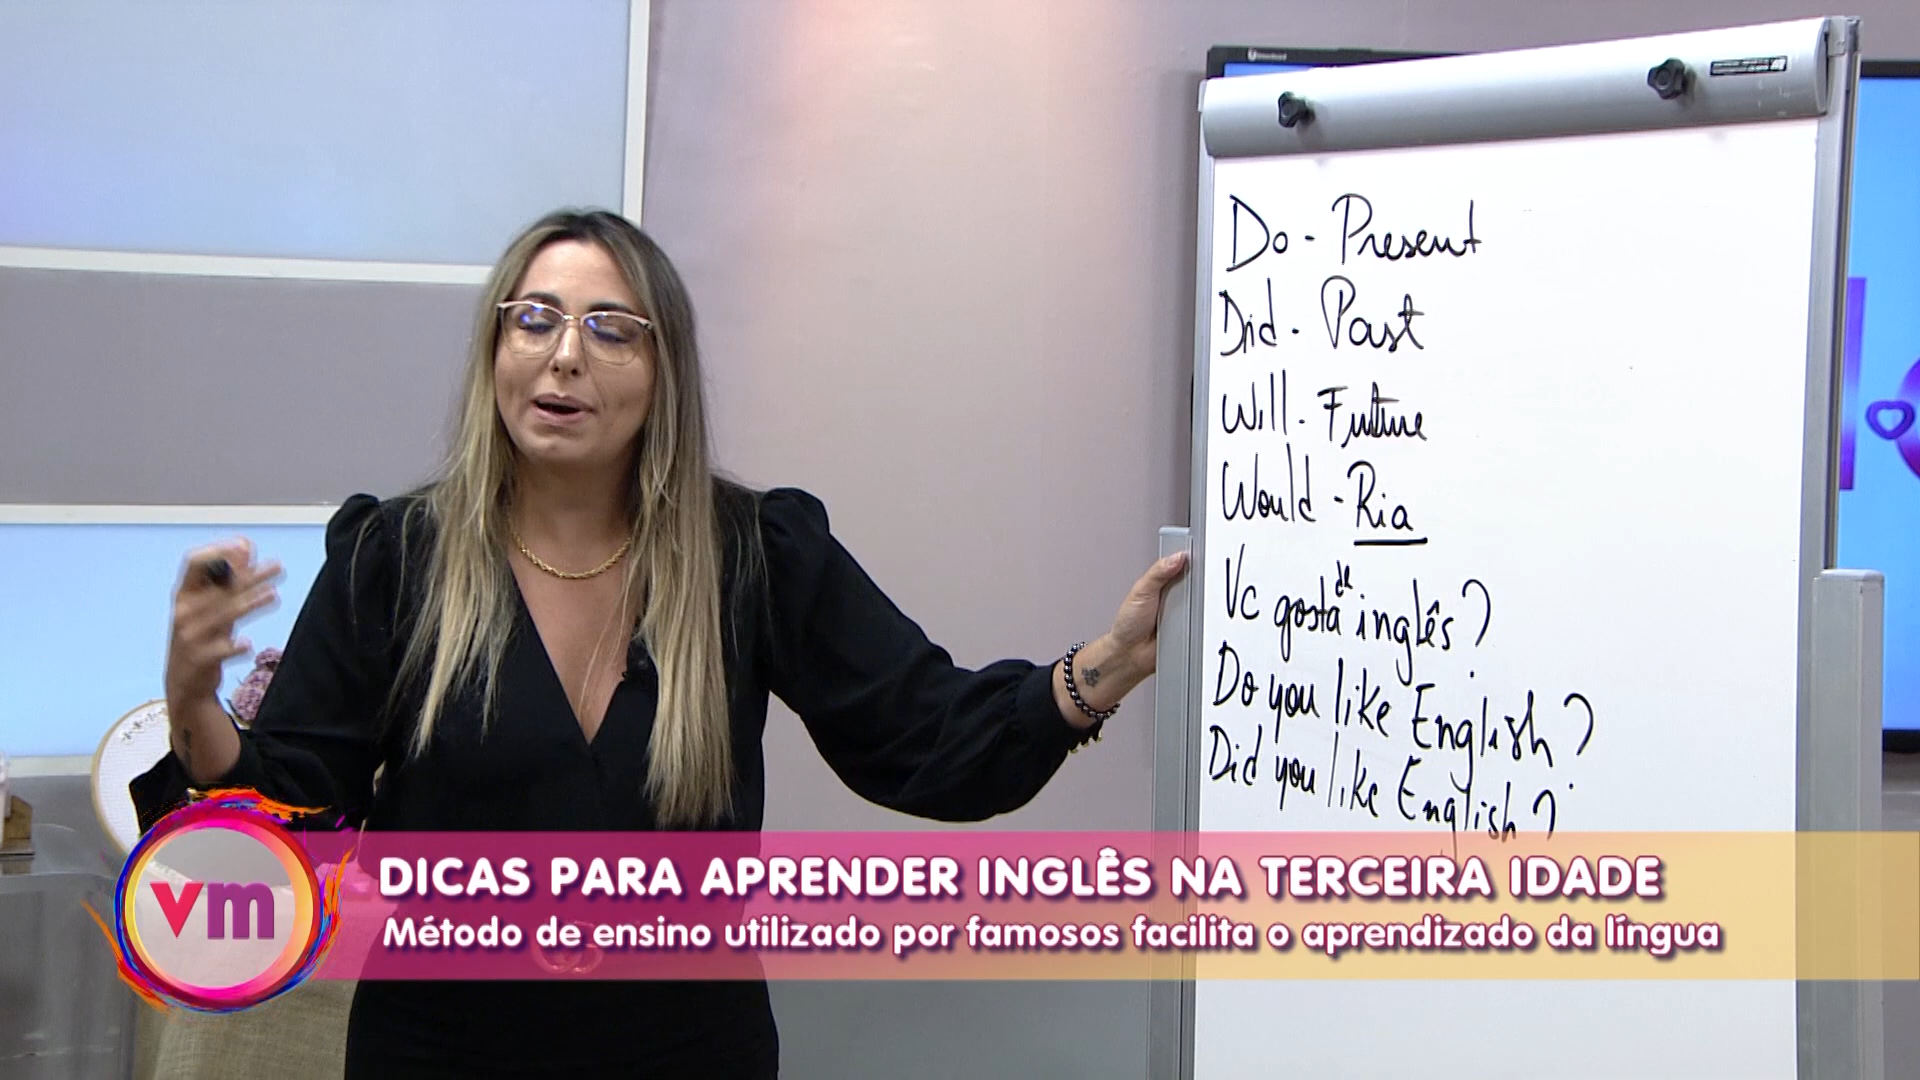 Do - Present
Did - Past
Will - Future
Would - Ria
Vc gosta de inglês?
Do you like English?
Did you like English?
vm
DICAS PARA APRENDER INGLÊS NA TERCEIRA IDADE
Método de ensino utilizado por famosos facilita o aprendizado da língua